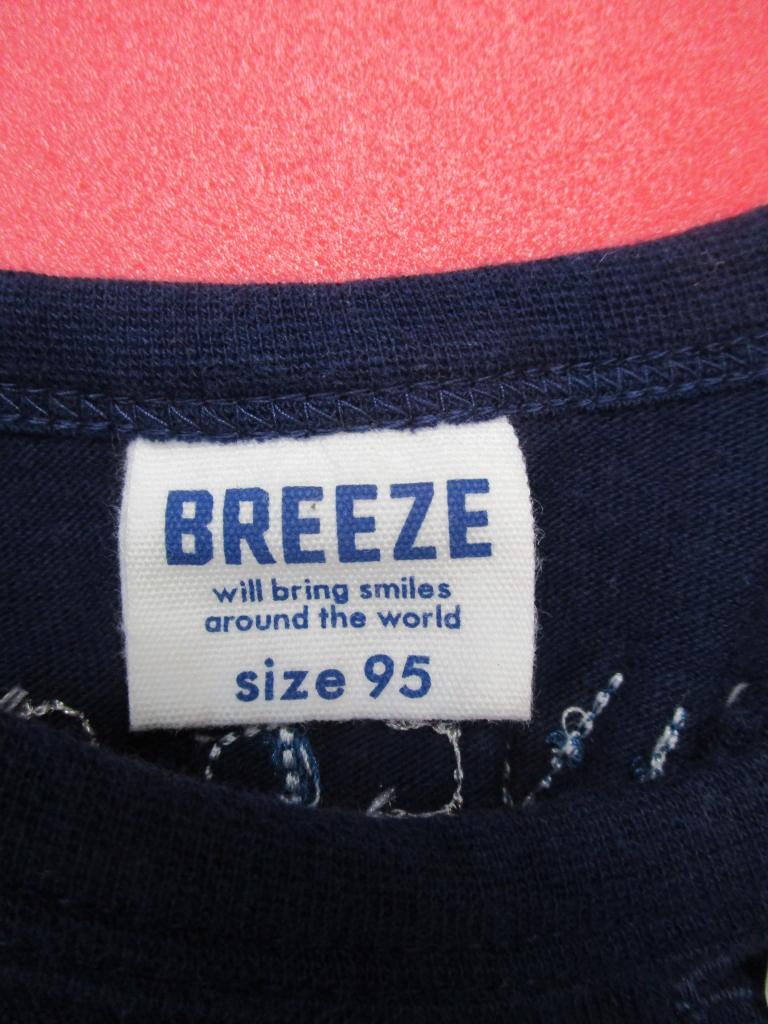 BREEZE
will bring smiles
around the world
size 95